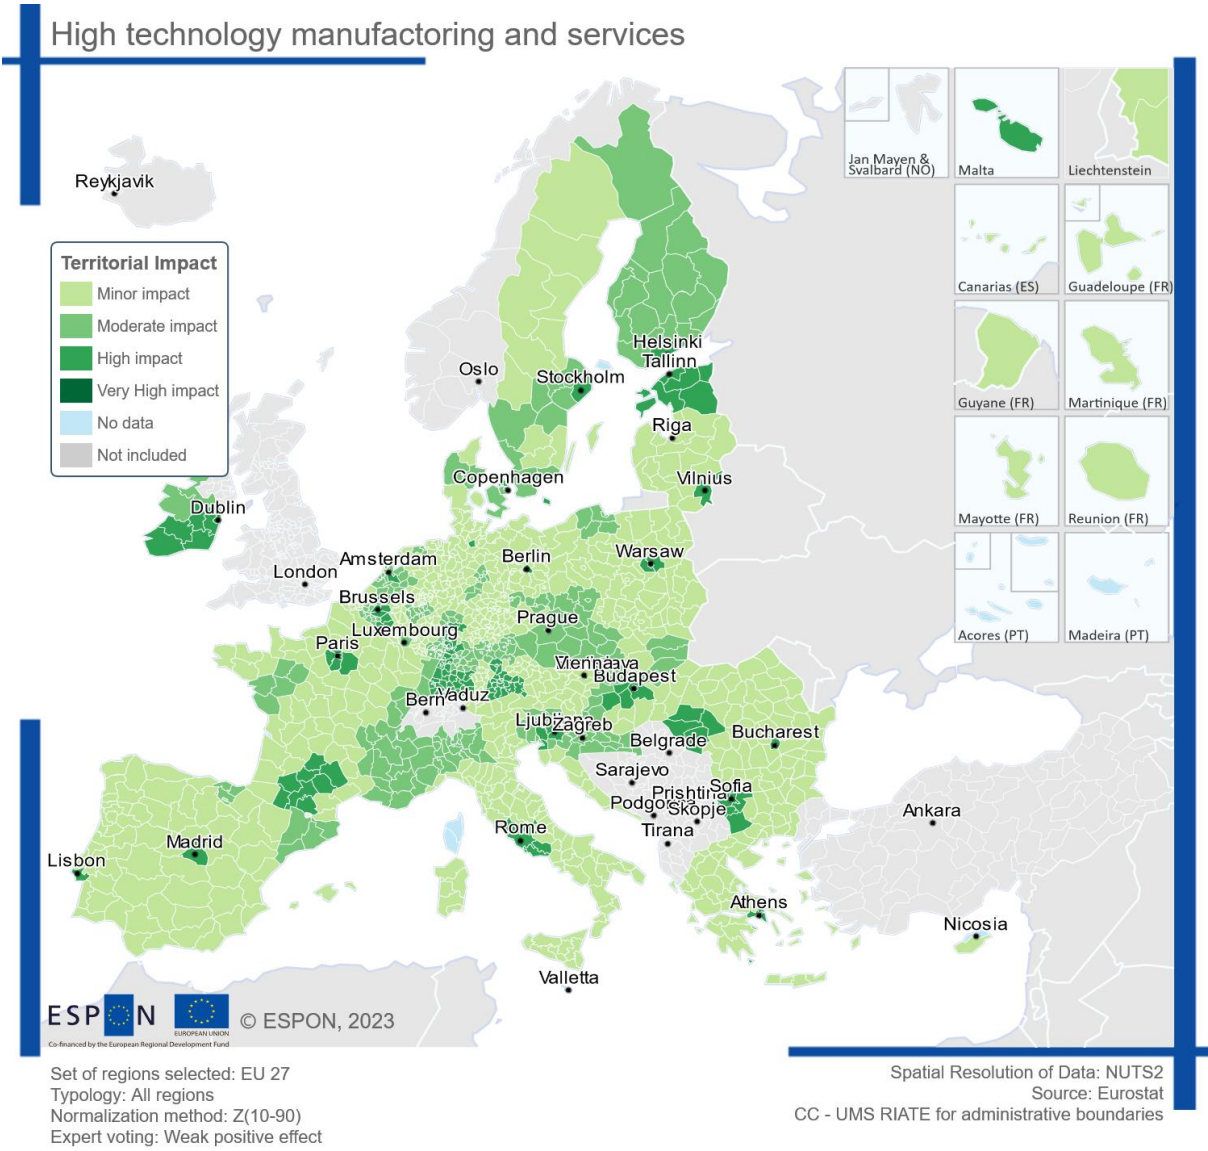 High technology manufactoring and services
Reykjavik
Territorial Impact
Minor impact
Moderate impact
High impact
Very High impact
No data
Not included
Jan Mayen &
Svalbard (NO)
Malta
Liechtenstein
Canarias (ES)
Guadeloupe (FR)
Guyane (FR)
Martinique (FR)
Mayotte (FR)
Reunion (FR)
Acores (PT)
Madeira (PT)
Helsinki
Tallinn
Oslo
Stockholm
Riga
Copenhagen
Vilnius
Dublin
London
Amsterdam
Berlin
Warsaw
Brussels
Prague
Luxembourg
Paris
Vienna
Budapest
Bern
Vaduz
Ljubljana
Zagreb
Belgrade
Bucharest
Sarajevo
Prishtina
Sofia
Podgorica
Skopje
Tirana
Ankara
Madrid
Rome
Lisbon
Athens
Nicosia
Valletta
ESPON
EUROPEAN UNION
Co-financed by the European Regional Development Fund
© ESPON, 2023
Set of regions selected: EU 27
Typology: All regions
Normalization method: Z(10-90)
Expert voting: Weak positive effect
Spatial Resolution of Data: NUTS2
Source: Eurostat
CC - UMS RIATE for administrative boundaries